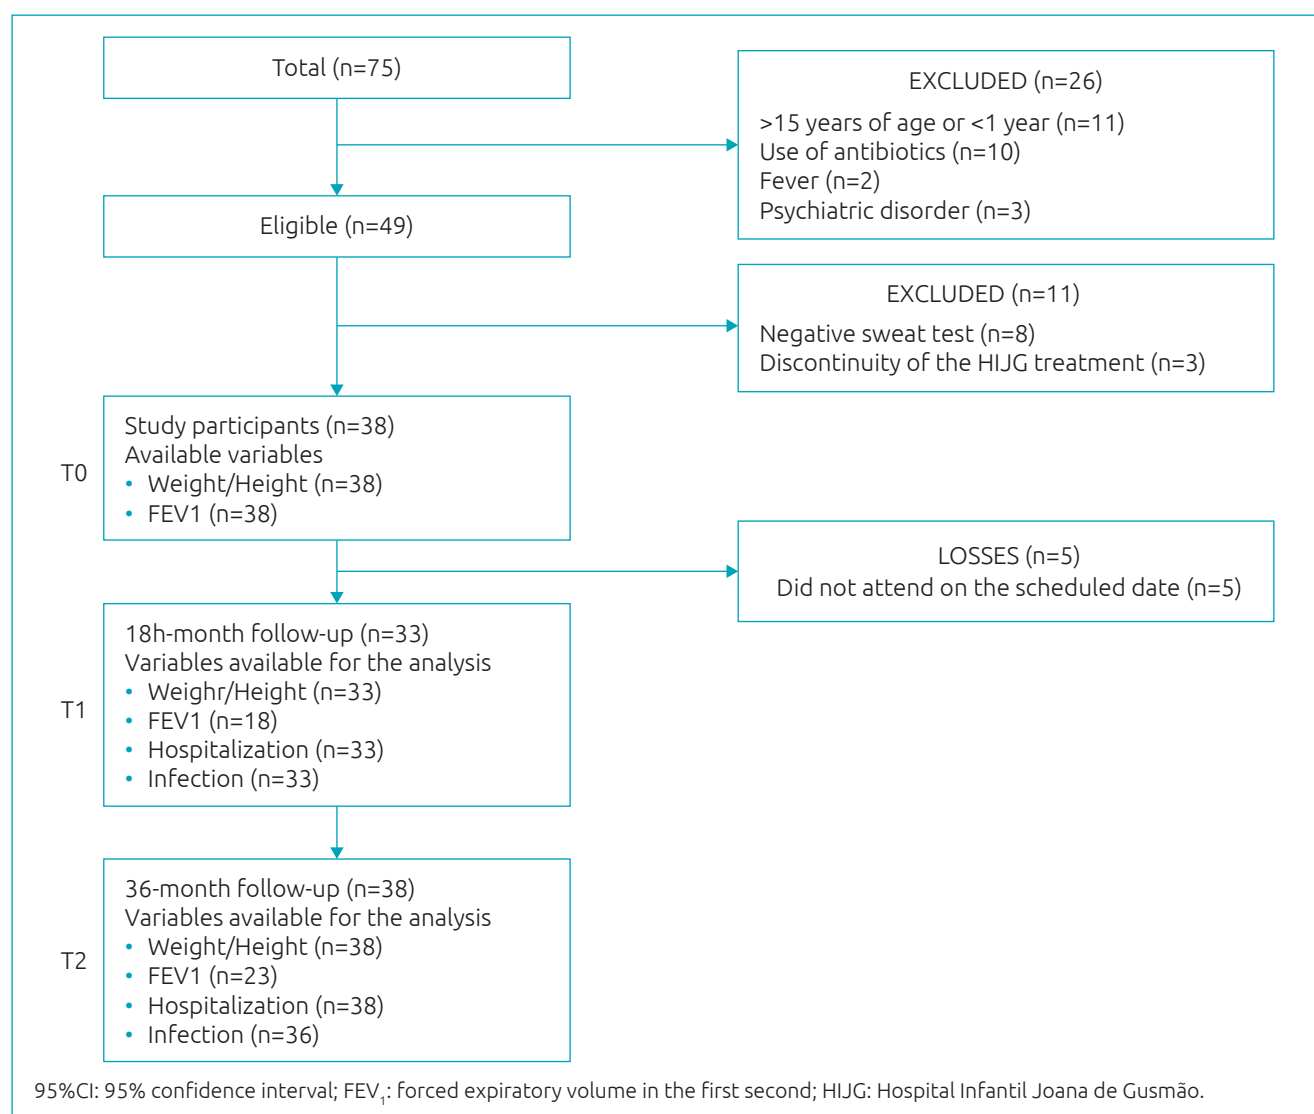 Total (n=75)
EXCLUDED (n=26)
>15 years of age or <1 year (n=11)
Use of antibiotics (n=10)
Fever (n=2)
Psychiatric disorder (n=3)
Eligible (n=49)
EXCLUDED (n=11)
Negative sweat test (n=8)
Discontinuity of the HIJG treatment (n=3)
T0
Study participants (n=38)
Available variables
• Weight/Height (n=38)
• FEV1 (n=38)
LOSSES (n=5)
Did not attend on the scheduled date (n=5)
T1
18h-month follow-up (n=33)
Variables available for the analysis
• Weighr/Height (n=33)
• FEV1 (n=18)
• Hospitalization (n=33)
• Infection (n=33)
T2
36-month follow-up (n=38)
Variables available for the analysis
• Weight/Height (n=38)
• FEV1 (n=23)
• Hospitalization (n=38)
• Infection (n=36)
95%CI: 95% confidence interval; FEV₁: forced expiratory volume in the first second; HIJG: Hospital Infantil Joana de Gusmão.